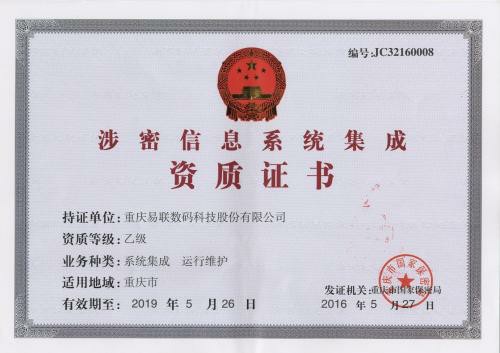 编号:JC32160008
涉密信息系统集成
资质证书
持证单位:重庆易联数码科技股份有限公司
资质等级:乙级
业务种类:系统集成 运行维护
适用地域:重庆市
发证机关:重庆市国家保密局
有效期至:2019 年 5 月 26 日
2016 年 5 月 27 日
重庆市国家保密局